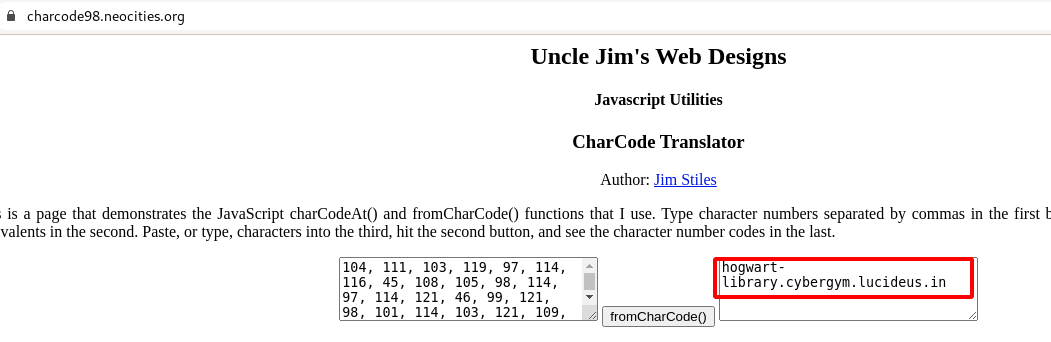 charcode98.neocities.org
Uncle Jim's Web Designs
Javascript Utilities
CharCode Translator
Author: Jim Stiles
is a page that demonstrates the JavaScript charCodeAt() and fromCharCode() functions that I use. Type character numbers separated by commas in the first
in the second. Paste, or type, characters into the third, hit the second button, and see the character number codes in the last.
104, 111, 103, 119, 97, 114,
116, 45, 108, 105, 98, 114,
97, 114, 121, 46, 99, 121,
98, 101, 114, 103, 121, 109,
fromCharCode()
hogwart-
library.cybergym.lucideus.in